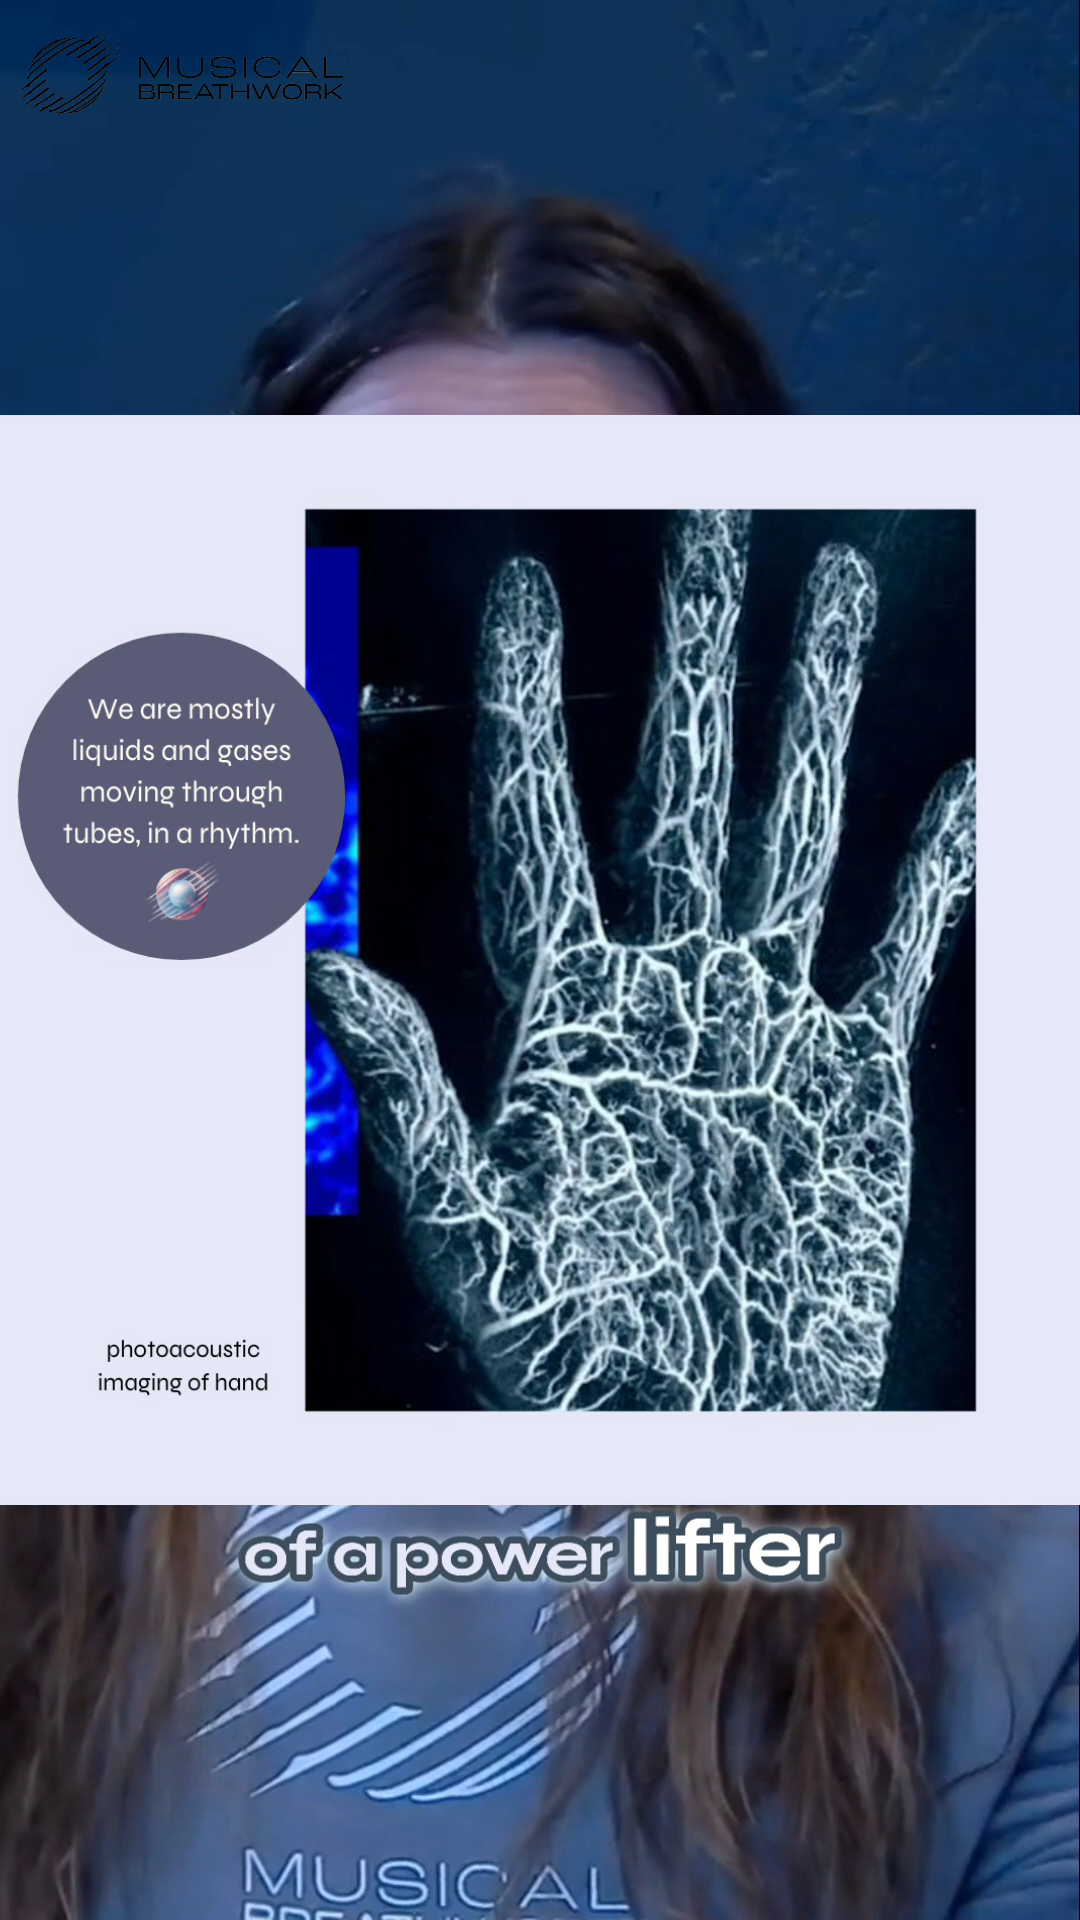 MUSICAL
BREATHWORK
We are mostly
liquids and gases
moving through
tubes, in a rhythm.
photoacoustic
imaging of hand
of a power lifter
MUSICAL
BREATHWORK